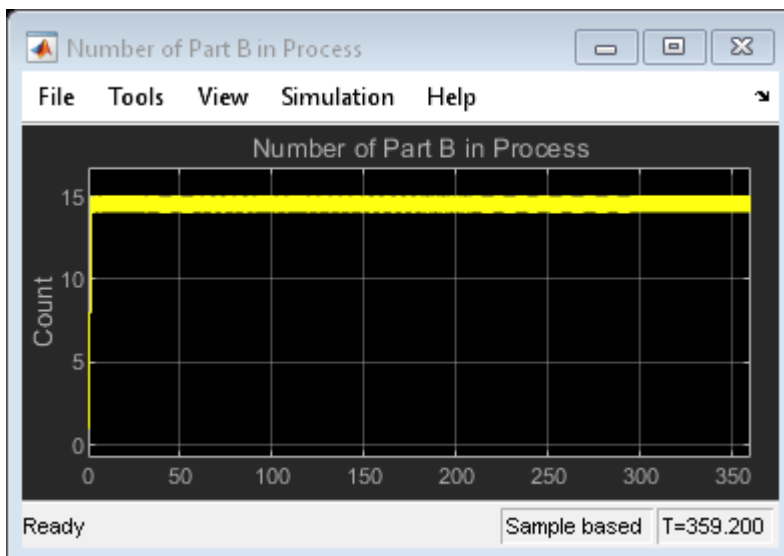 Number of Part B in Process
File Tools View Simulation Help
Number of Part B in Process
15
10
5
0
Count
0 50 100 150 200 250 300 350
Ready Sample based T=359.200